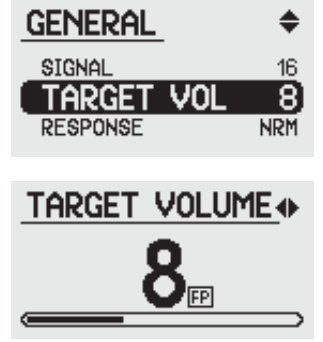 GENERAL
SIGNAL 16
TARGET VOL 8
RESPONSE NRM
TARGET VOLUME
8 FP